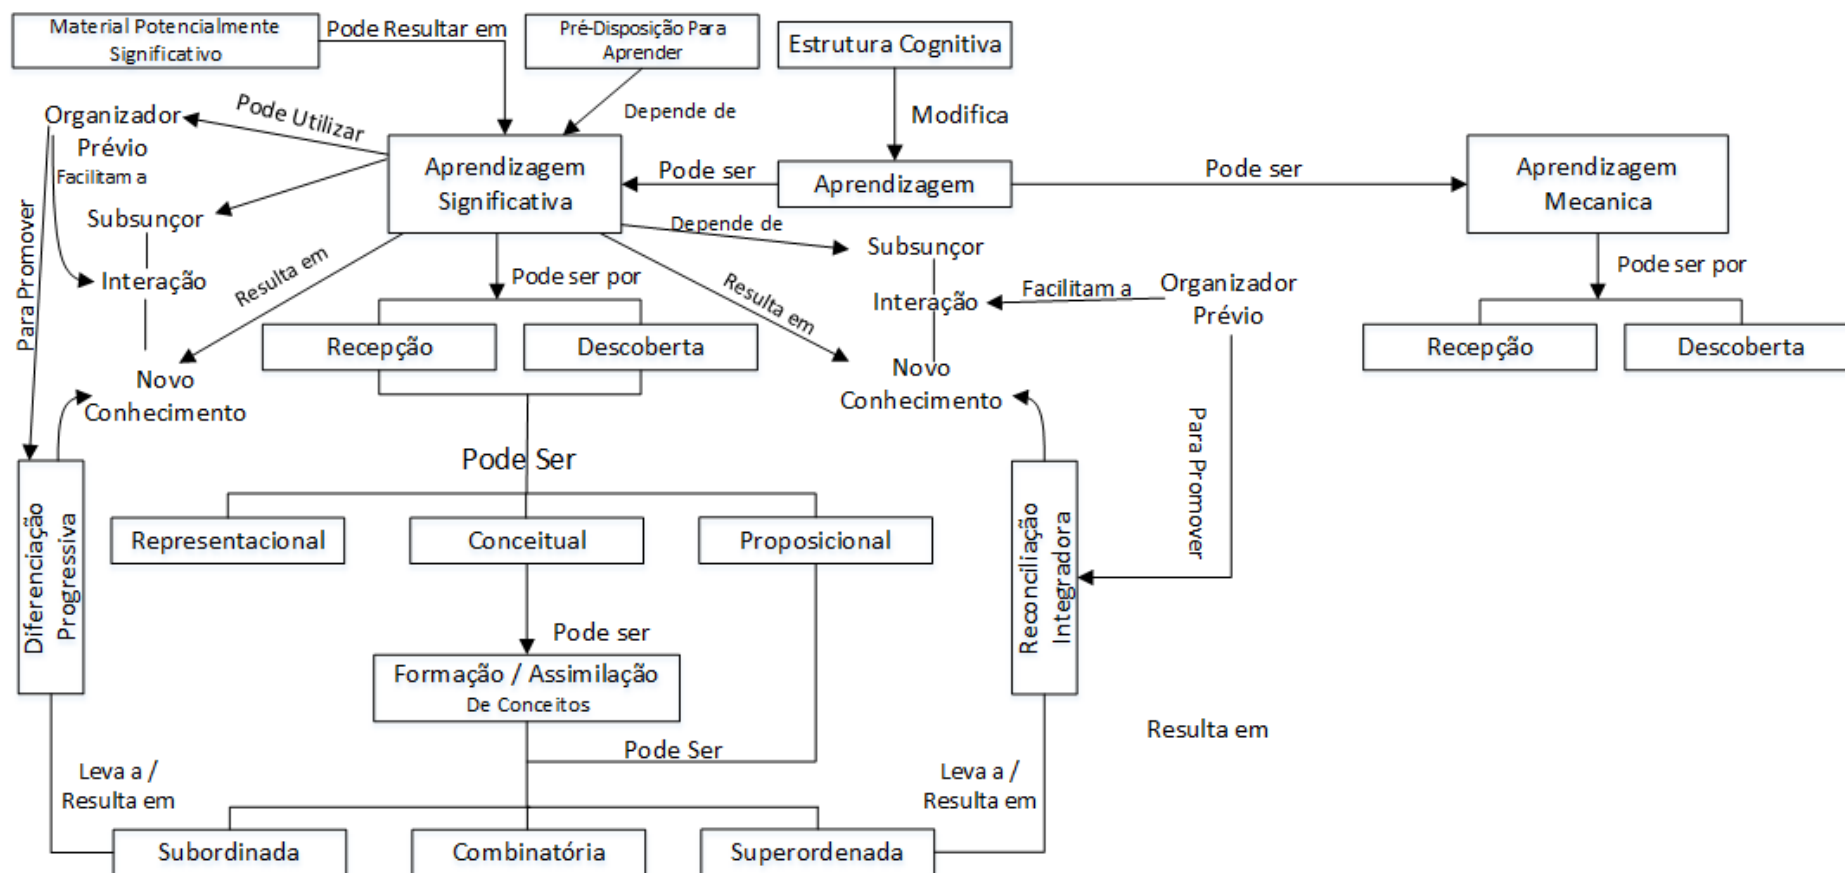 Material Potencialmente
Significativo
Pode Resultar em
Pré-Disposição Para
Aprender
Estrutura Cognitiva
Organizador
Prévio
Pode Utilizar
Depende de
Modifica
Facilitam a
Aprendizagem
Significativa
Pode ser
Aprendizagem
Pode ser
Aprendizagem
Mecanica
Para Promover
Subsunçor
Interação
Novo
Conhecimento
Resulta em
Pode ser por
Resulta em
Depende de
Subsunçor
Interação
Novo
Conhecimento
Facilitam a
Organizador
Prévio
Pode ser por
Recepção
Descoberta
Recepção
Descoberta
Pode Ser
Para Promover
Diferenciação
Progressiva
Representacional
Conceitual
Proposicional
Reconciliação
Integradora
Pode ser
Formação / Assimilação
De Conceitos
Resulta em
Pode Ser
Leva a /
Resulta em
Leva a /
Resulta em
Subordinada
Combinatória
Superordenada